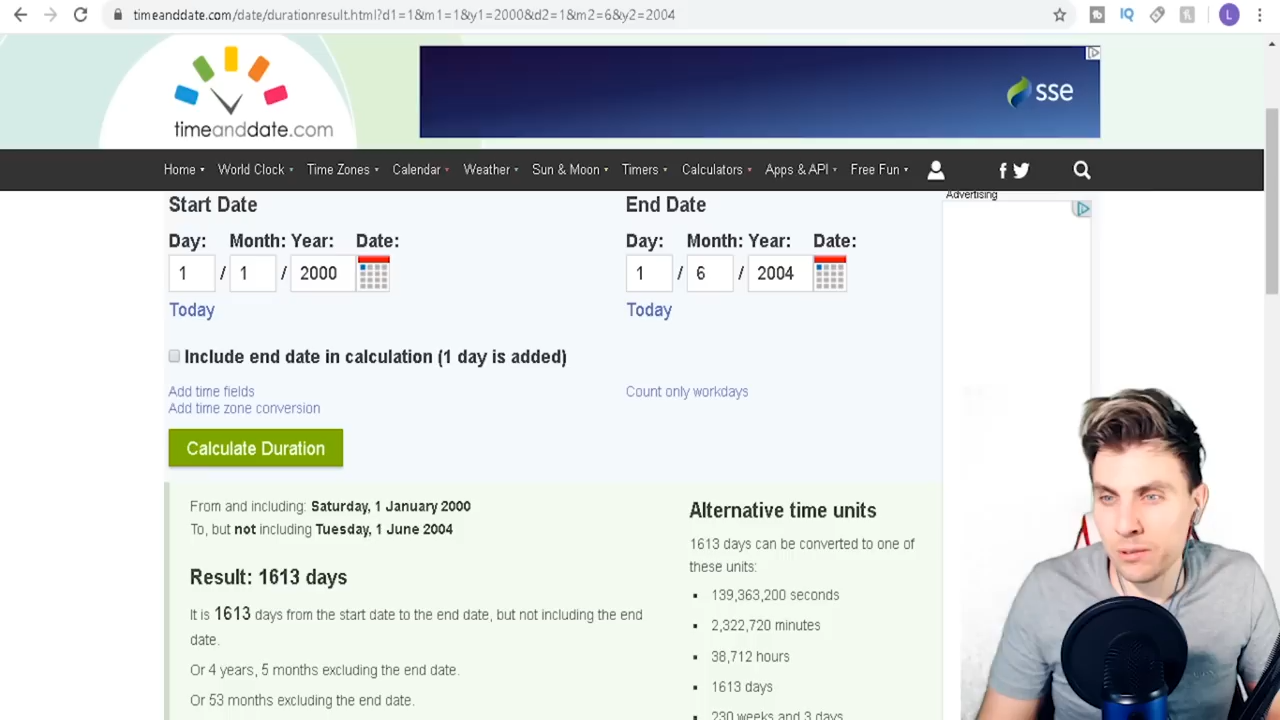 timeanddate.com/date/durationresult.html?d1=1&m1=1&y1=2000&d2=1&m2=6&y2=2004
L
timeanddate.com
sse
Home World Clock Time Zones Calendar Weather Sun & Moon Timers Calculators Apps & API Free Fun
Advertising
Start Date
End Date
Day: Month: Year: Date:
Day: Month: Year: Date:
1 / 1 / 2000
1 / 6 / 2004
Today
Today
Include end date in calculation (1 day is added)
Add time fields
Add time zone conversion
Count only workdays
Calculate Duration
From and including: Saturday, 1 January 2000
To, but not including Tuesday, 1 June 2004
Result: 1613 days
It is 1613 days from the start date to the end date, but not including the end
date.
Or 4 years, 5 months excluding the end date.
Or 53 months excluding the end date.
Alternative time units
1613 days can be converted to one of
these units:
139,363,200 seconds
2,322,720 minutes
38,712 hours
1613 days
230 weeks and 3 days